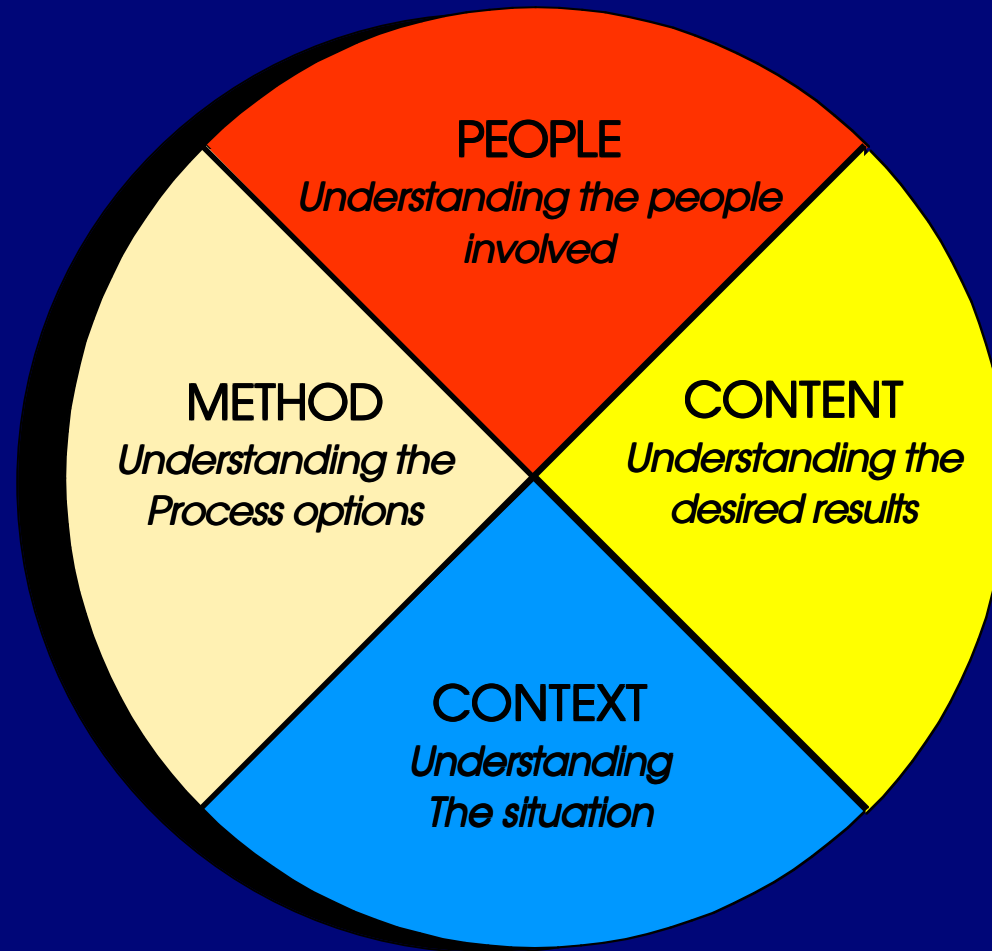 PEOPLE
Understanding the people
involved
METHOD
Understanding the
Process options
CONTENT
Understanding the
desired results
CONTEXT
Understanding
The situation